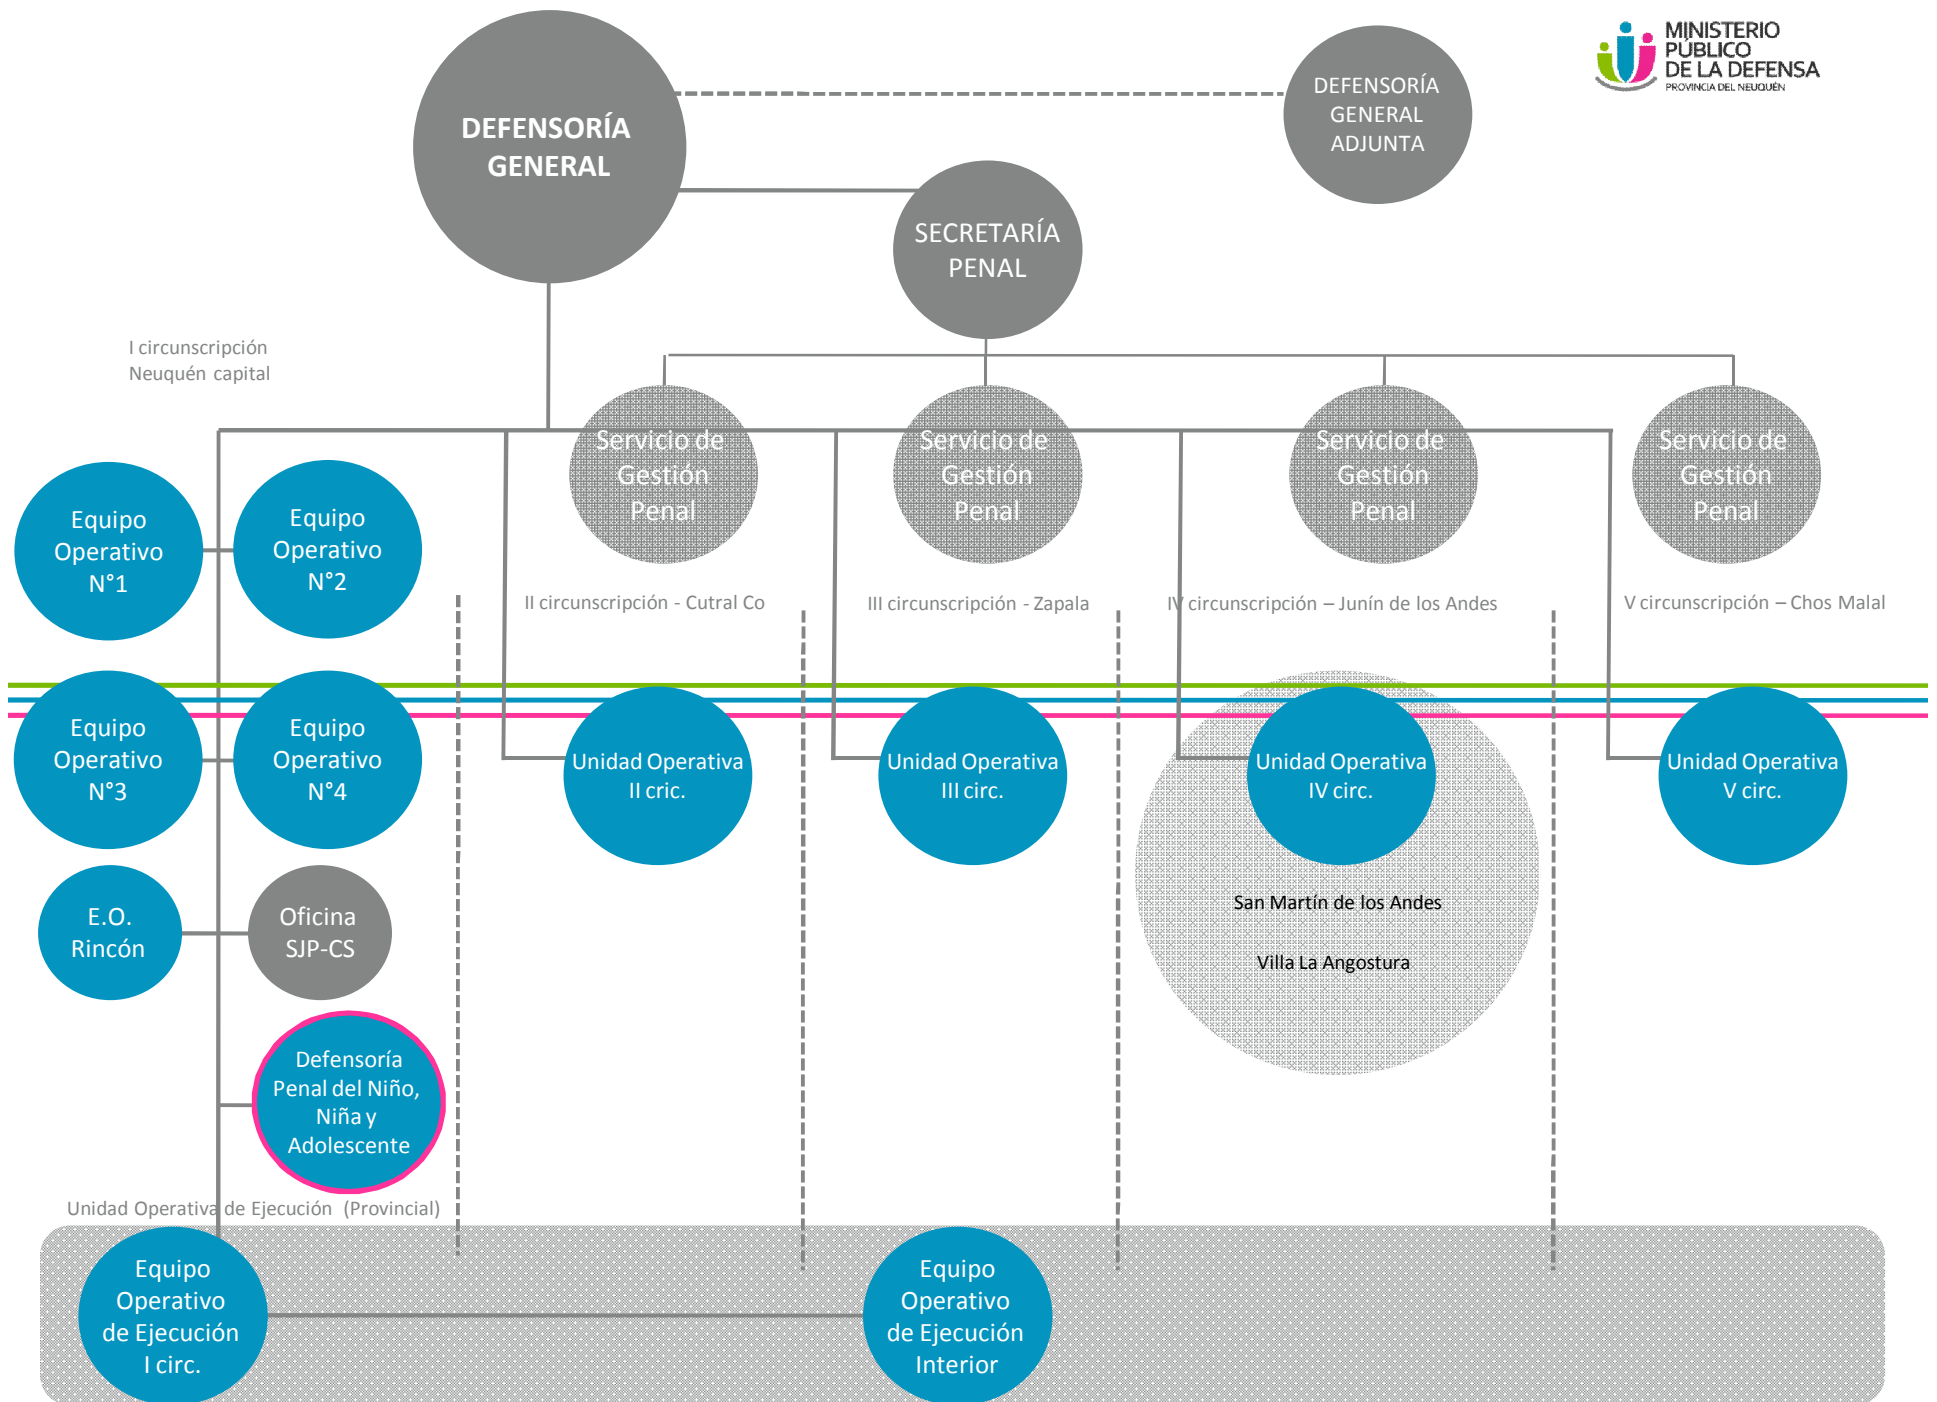 MINISTERIO
PÚBLICO
DE LA DEFENSA
PROVINCIA DEL NEUQUÉN
DEFENSORÍA
GENERAL
DEFENSORÍA
GENERAL
ADJUNTA
SECRETARÍA
PENAL
I circunscripción
Neuquén capital
Servicio de
Gestión
Penal
Servicio de
Gestión
Penal
Servicio de
Gestión
Penal
Servicio de
Gestión
Penal
Equipo
Operativo
N°1
Equipo
Operativo
N°2
II circunscripción - Cutral Co
III circunscripción - Zapala
IV circunscripción – Junín de los Andes
V circunscripción – Chos Malal
Equipo
Operativo
N°3
Equipo
Operativo
N°4
Unidad Operativa
II cric.
Unidad Operativa
III circ.
Unidad Operativa
IV circ.
Unidad Operativa
V circ.
E.O.
Rincón
Oficina
SJP-CS
San Martín de los Andes
Villa La Angostura
Defensoría
Penal del Niño,
Niña y
Adolescente
Unidad Operativa de Ejecución (Provincial)
Equipo
Operativo
de Ejecución
I circ.
Equipo
Operativo
de Ejecución
Interior